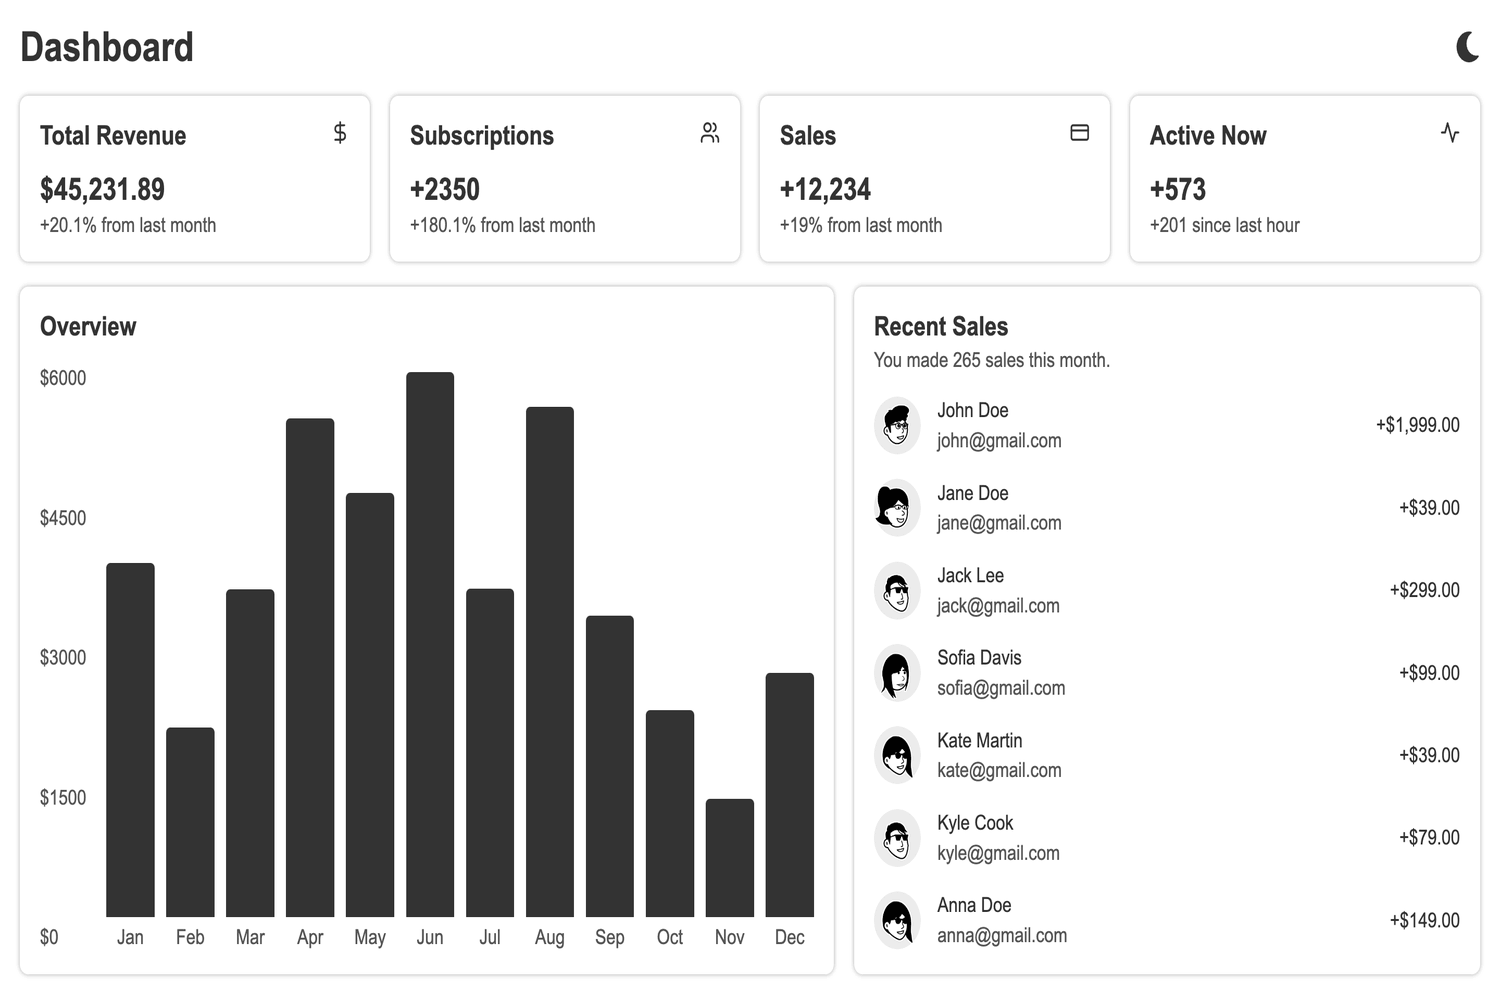 Dashboard
Total Revenue
$45,231.89
+20.1% from last month
Subscriptions
+2350
+180.1% from last month
Sales
+12,234
+19% from last month
Active Now
+573
+201 since last hour
Overview
$6000
$4500
$3000
$1500
$0
Jan Feb Mar Apr May Jun Jul Aug Sep Oct Nov Dec
Recent Sales
You made 265 sales this month.
John Doe
john@gmail.com
+$1,999.00
Jane Doe
jane@gmail.com
+$39.00
Jack Lee
jack@gmail.com
+$299.00
Sofia Davis
sofia@gmail.com
+$99.00
Kate Martin
kate@gmail.com
+$39.00
Kyle Cook
kyle@gmail.com
+$79.00
Anna Doe
anna@gmail.com
+$149.00